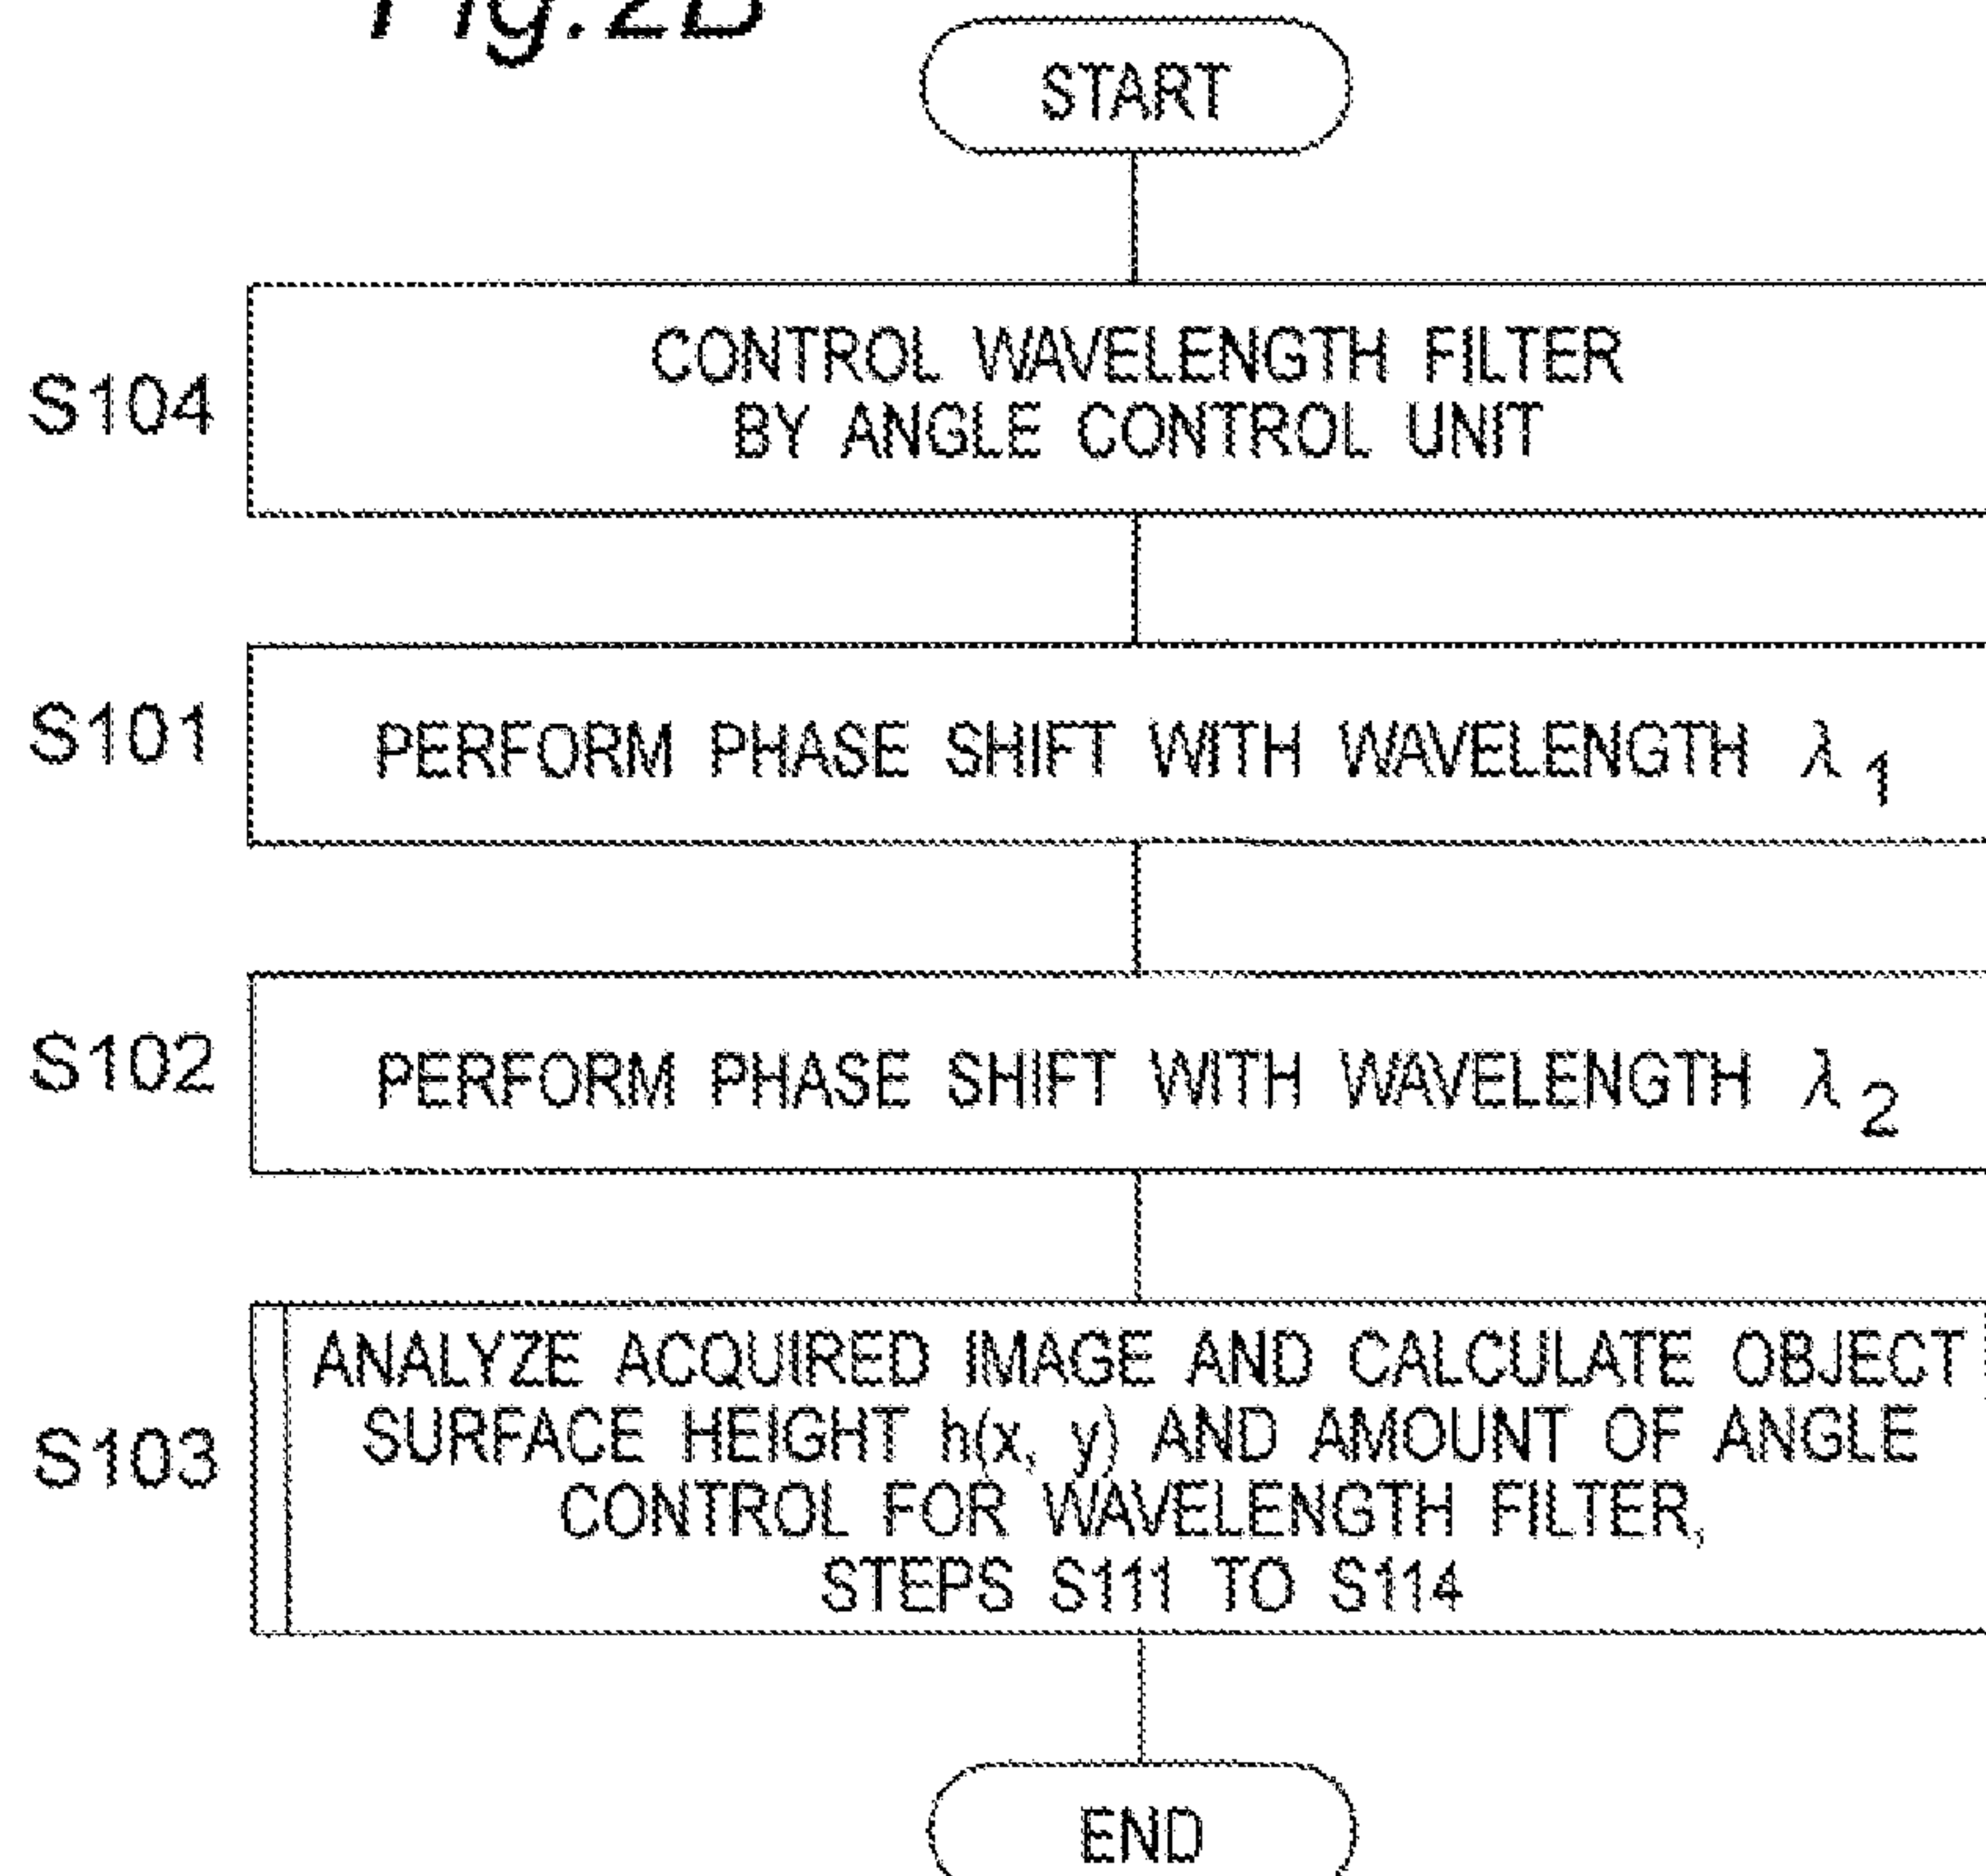 Fig.2B
START
S104
CONTROL WAVELENGTH FILTER
BY ANGLE CONTROL UNIT
S101
PERFORM PHASE SHIFT WITH WAVELENGTH λ1
S102
PERFORM PHASE SHIFT WITH WAVELENGTH λ2
S103
ANALYZE ACQUIRED IMAGE AND CALCULATE OBJECT
SURFACE HEIGHT h(x, y) AND AMOUNT OF ANGLE
CONTROL FOR WAVELENGTH FILTER,
STEPS S111 TO S114
END